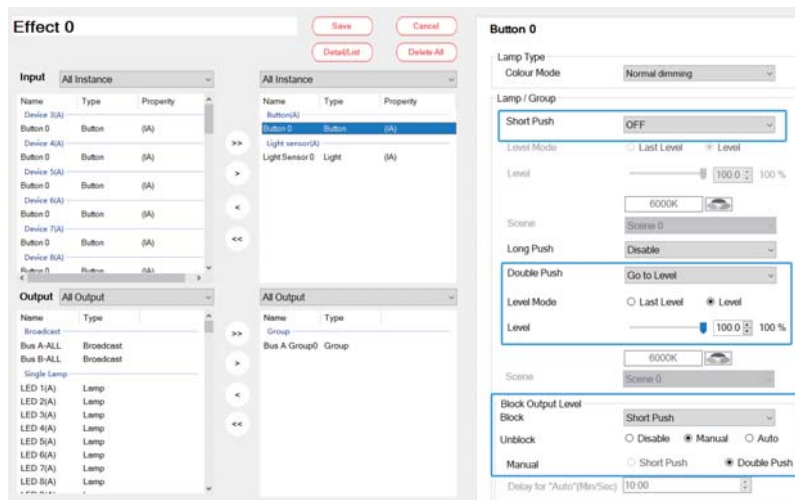 Effect 0
Save
Cancel
Detail/List
Delete All
Input
All Instance
Name Type Properity
Device 3(A)
Button 0 Button (IA)
Device 4(A)
Button 0 Button (IA)
Device 5(A)
Button 0 Button (IA)
Device 6(A)
Button 0 Button (IA)
Device 7(A)
Button 0 Button (IA)
Device 8(A)
Button 0 Button (IA)
>>
>
<
<<
All Instance
Name Type Properity
Button(A)
Button 0 Button (IA)
Light sensor(A)
Light Sensor 0 Light (IA)
Output
All Output
Name Type
Broadcast
Bus A-ALL Broadcast
Bus B-ALL Broadcast
Single Lamp
LED 1(A) Lamp
LED 2(A) Lamp
LED 3(A) Lamp
LED 4(A) Lamp
LED 5(A) Lamp
LED 6(A) Lamp
LED 7(A) Lamp
LED 8(A) Lamp
>>
>
<
<<
All Output
Name Type
Group
Bus A Group0 Group
Button 0
Lamp Type
Colour Mode Normal dimming
Lamp / Group
Short Push OFF
Level Mode Last Level Level
Level 100.0 100 %
6000K
Scene Scene 0
Long Push Disable
Double Push Go to Level
Level Mode Last Level Level
Level 100.0 100 %
6000K
Scene Scene 0
Block Output Level
Block Short Push
Unblock Disable Manual Auto
Manual Short Push Double Push
Delay for "Auto"(Min/Sec) 10:00